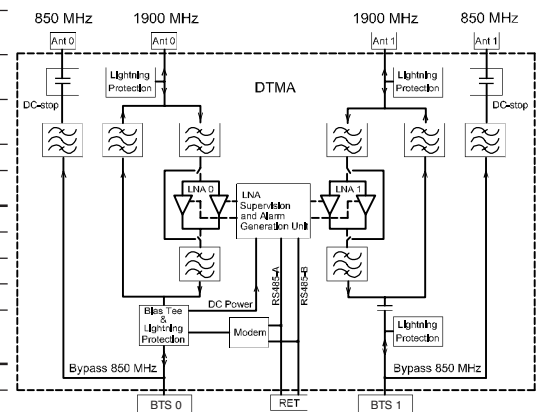 850 MHz
1900 MHz
1900 MHz
850 MHz
Ant 0
Ant 0
Ant 1
Ant 1
Lightning
Protection
DTMA
Lightning
Protection
DC-stop
DC-stop
LNA 0
LNA
Supervision
and Alarm
Generation Unit
LNA 1
RS485-A
RS485-B
DC Power
Bias Tee
&
Lightning
Protection
Modem
Lightning
Protection
Bypass 850 MHz
Bypass 850 MHz
BTS 0
RET
BTS 1